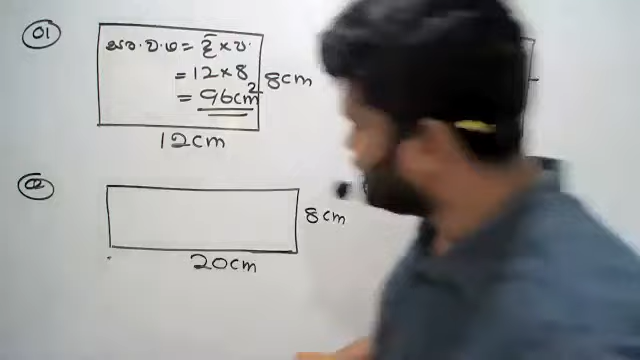 01
සෘ.ව.ඵ = දි × ප.
= 12 × 8
= 96cm²
8cm
12cm
02
8cm
20cm